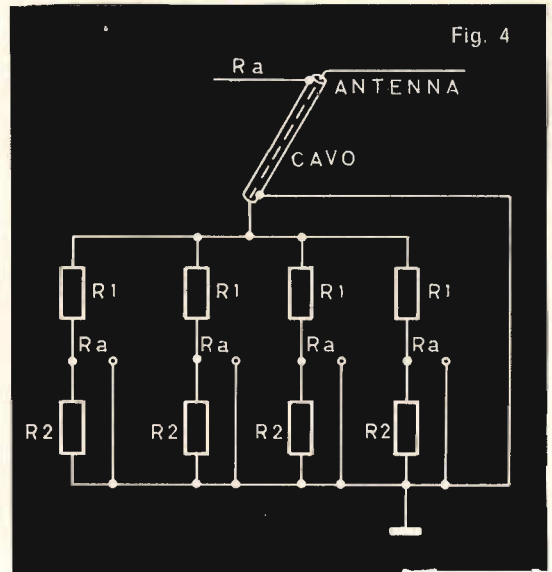 Fig. 4
Ra
ANTENNA
CAVO
R1 R1 R1 R1
Ra Ra Ra Ra
R2 R2 R2 R2